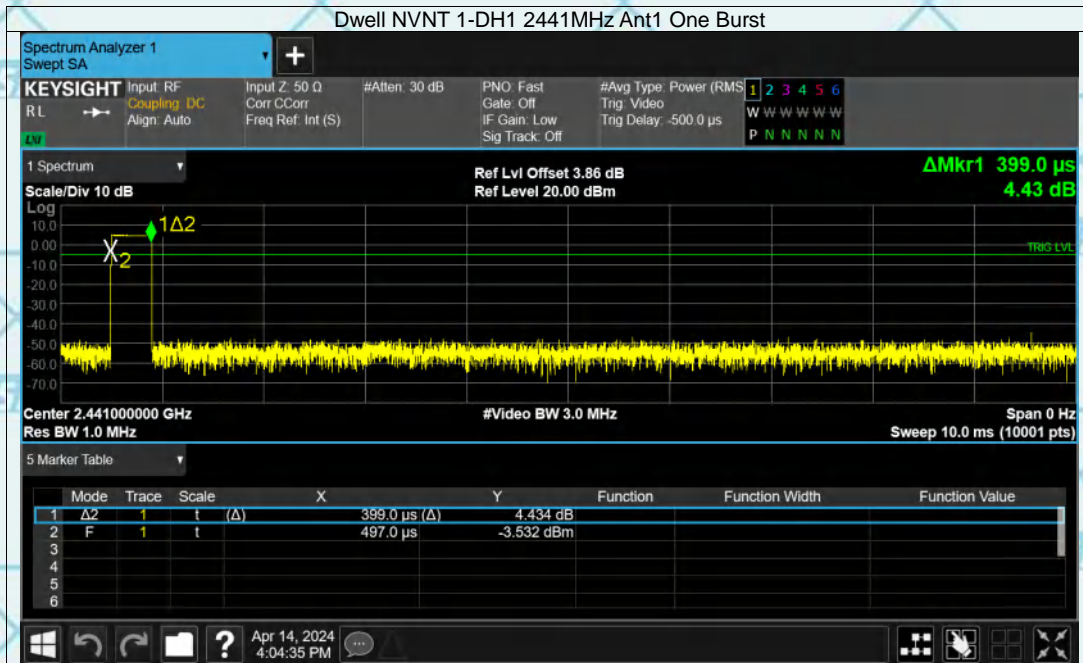 Dwell NVNT 1-DH1 2441MHz Ant1 One Burst
Spectrum Analyzer 1
Swept SA
+
KEYSIGHT
RL
LXI
Input: RF
Coupling: DC
Align: Auto
Input Z: 50 Ω
Corr CCorr
Freq Ref: Int (S)
#Atten: 30 dB
PNO: Fast
Gate: Off
IF Gain: Low
Sig Track: Off
#Avg Type: Power (RMS
Trig: Video
Trig Delay: -500.0 µs
1 2 3 4 5 6
W W W W W W
P N N N N N
1 Spectrum
Scale/Div 10 dB
Ref Lvl Offset 3.86 dB
Ref Level 20.00 dBm
ΔMkr1 399.0 µs
4.43 dB
Log
10.0
0.00
-10.0
-20.0
-30.0
-40.0
-50.0
-60.0
-70.0
1Δ2
X2
TRIG LVL
Center 2.441000000 GHz
Res BW 1.0 MHz
#Video BW 3.0 MHz
Span 0 Hz
Sweep 10.0 ms (10001 pts)
5 Marker Table
Mode Trace Scale X Y Function Function Width Function Value
1 Δ2 1 t (Δ) 399.0 µs (Δ) 4.434 dB
2 F 1 t 497.0 µs -3.532 dBm
3
4
5
6
?
Apr 14, 2024
4:04:35 PM